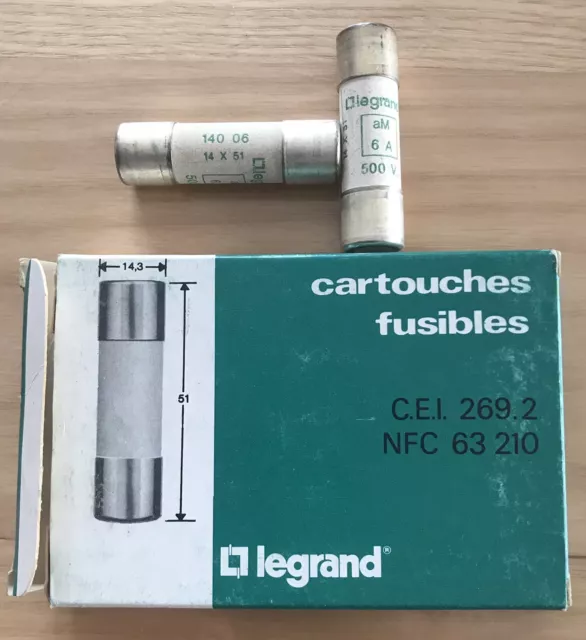 140 06
14 X 51
legrand
legrand
aM
6 A
500 V
14,3
51
cartouches
fusibles
C.E.I. 269.2
NFC 63 210
legrand®